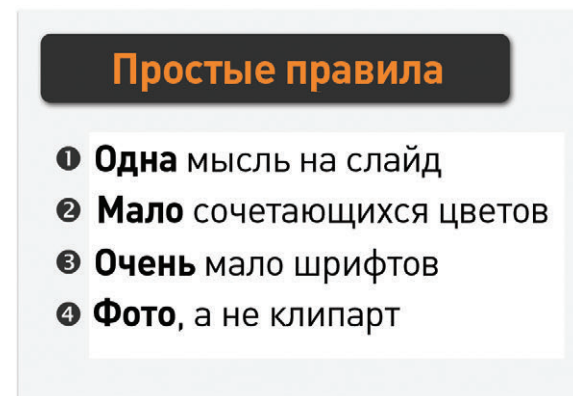 Простые правила
❶ Одна мысль на слайд
❷ Мало сочетающихся цветов
❸ Очень мало шрифтов
❹ Фото, а не клипарт